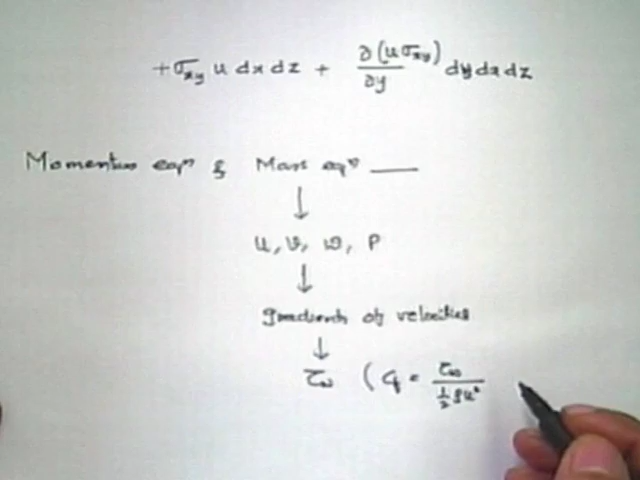 +σxy u dx dz + ∂(uσxy)/∂y dy dx dz
Momentum eqⁿ & Mass eqⁿ
↓
u, v, w, P
↓
gradients of velocities
↓
τw ( Cf = τw / ½ρu²